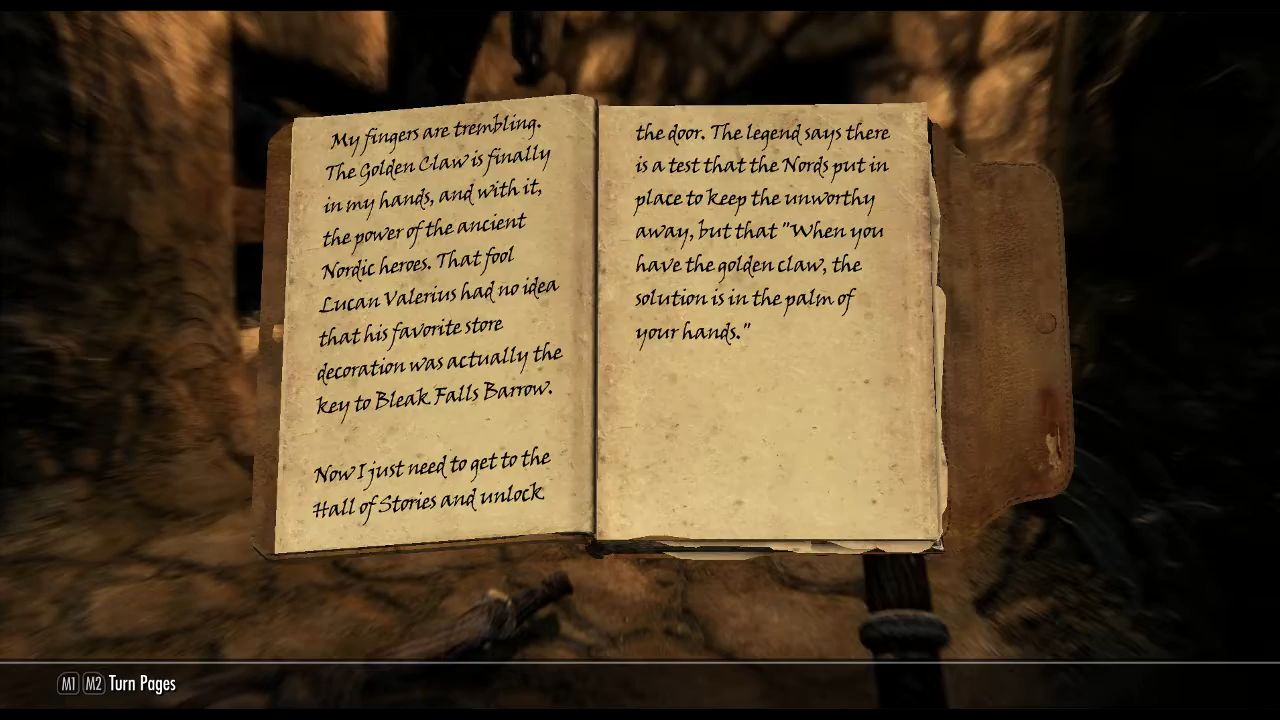 My fingers are trembling.
The Golden Claw is finally
in my hands, and with it,
the power of the ancient
Nordic heroes. That fool
Lucan Valerius had no idea
that his favorite store
decoration was actually the
key to Bleak Falls Barrow.
Now I just need to get to the
Hall of Stories and unlock
the door. The legend says there
is a test that the Nords put in
place to keep the unworthy
away, but that "When you
have the golden claw, the
solution is in the palm of
your hands."
M1 M2 Turn Pages